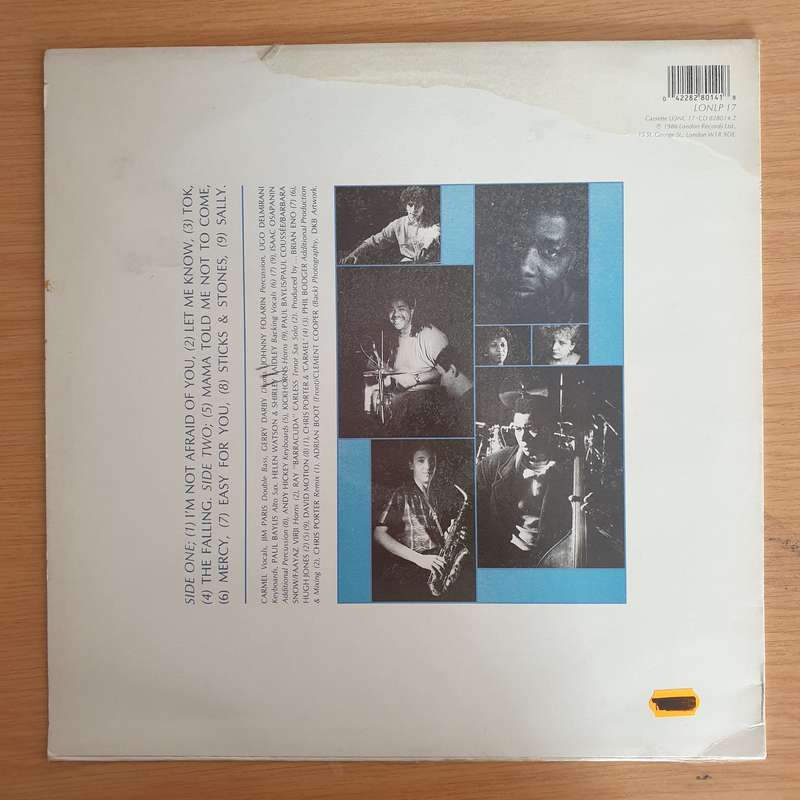 0 42282 80141 8
LONLP 17
Cassette LONC 17 · CD 828014 2
℗ 1986 London Records Ltd.,
15 St. George St., London W1R 9DE
SIDE ONE; (1) I'M NOT AFRAID OF YOU, (2) LET ME KNOW, (3) TOK,
(4) THE FALLING. SIDE TWO; (5) MAMA TOLD ME NOT TO COME,
(6) MERCY, (7) EASY FOR YOU, (8) STICKS & STONES, (9) SALLY.
CARMEL Vocals, JIM PARIS Double Bass, GERRY DARBY JOHNNY FOLARIN Percussion, UGO DELMIRANI
Keyboards, PAUL BAYLIS Alto Sax. HELEN WATSON & SHIRLEY LAIDLEY Backing Vocals (6) (7) (9), ISAAC OSAPANIN
Additional Percussion (8), ANDY HICKEY Keyboards (5), KICKHORNS Horns (9), PAUL BAYLIS/PAUL COUSSÉE/BARBARA
SNOW/FAAYAZ VIRJI Horns (2), RAY "BARRACUDA" CARLESS Tenor Sax Solo (2). Produced by ... BRIAN ENO (7) (6),
HUGH JONES (2) (5) (9), DAVID MOTION (8) (1), CHRIS PORTER & 'CARMEL' (4) (3). PHIL BODGER Additional Production
& Mixing (2), CHRIS PORTER Remix (1). ADRIAN BOOT (Front)/CLEMENT COOPER (Back) Photography, DKB Artwork.